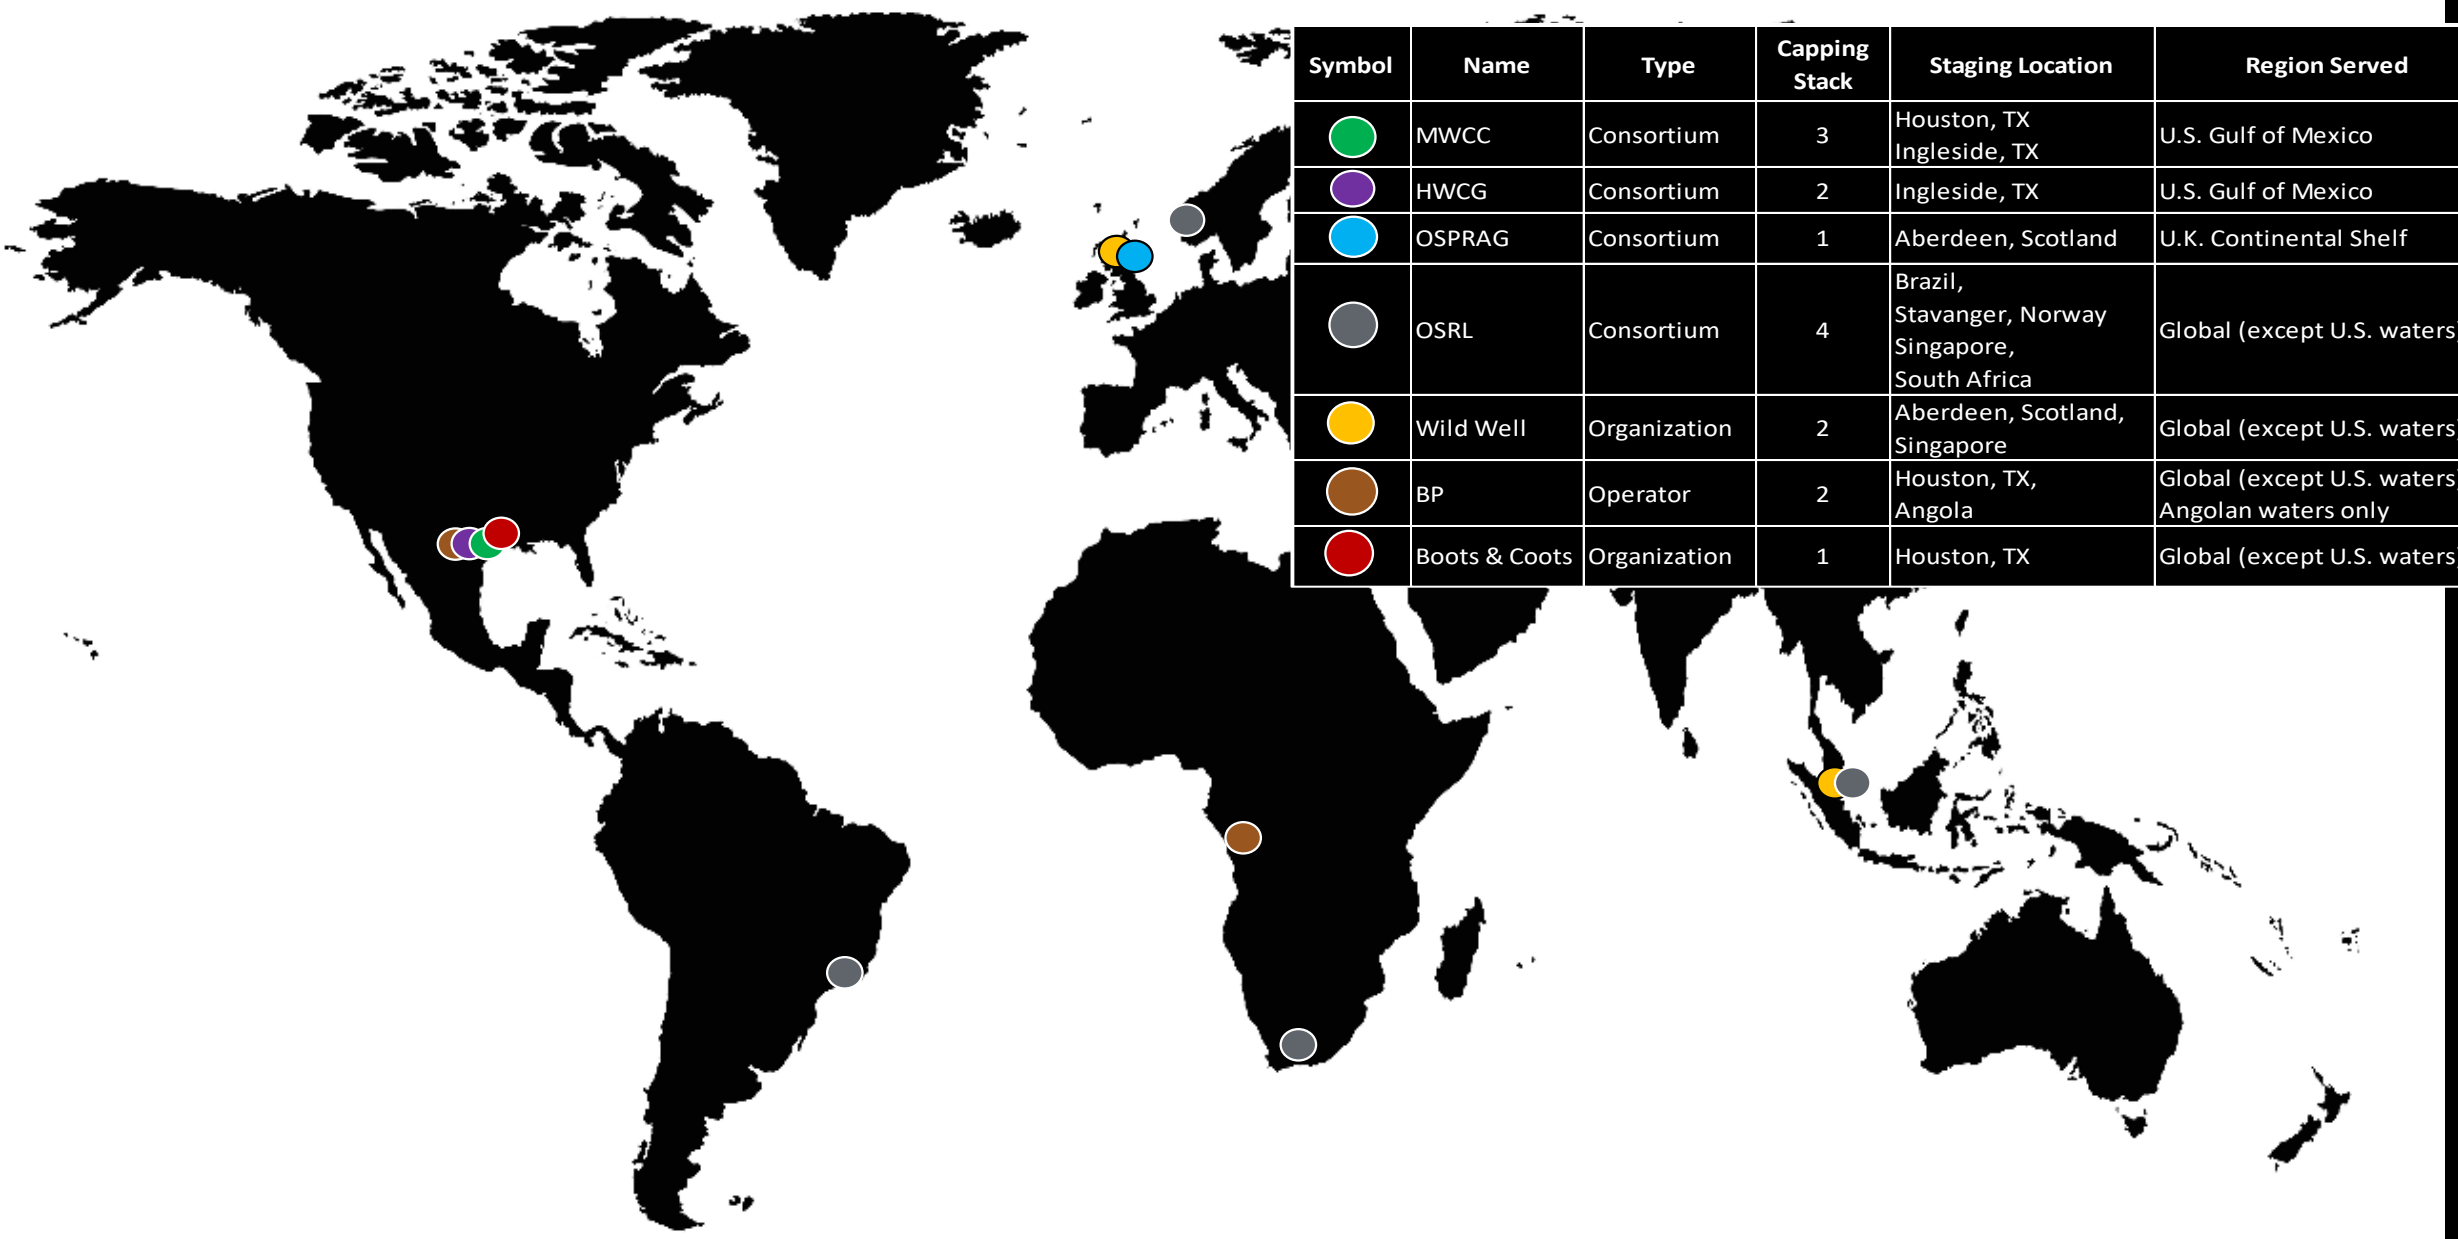 Symbol Name Type Capping Stack Staging Location Region Served
MWCC Consortium 3 Houston, TX U.S. Gulf of Mexico
Ingleside, TX
HWCG Consortium 2 Ingleside, TX U.S. Gulf of Mexico
OSPRAG Consortium 1 Aberdeen, Scotland U.K. Continental Shelf
OSRL Consortium 4 Brazil, Global (except U.S. waters)
Stavanger, Norway
Singapore,
South Africa
Wild Well Organization 2 Aberdeen, Scotland, Global (except U.S. waters)
Singapore
BP Operator 2 Houston, TX, Global (except U.S. waters)
Angola Angolan waters only
Boots & Coots Organization 1 Houston, TX Global (except U.S. waters)